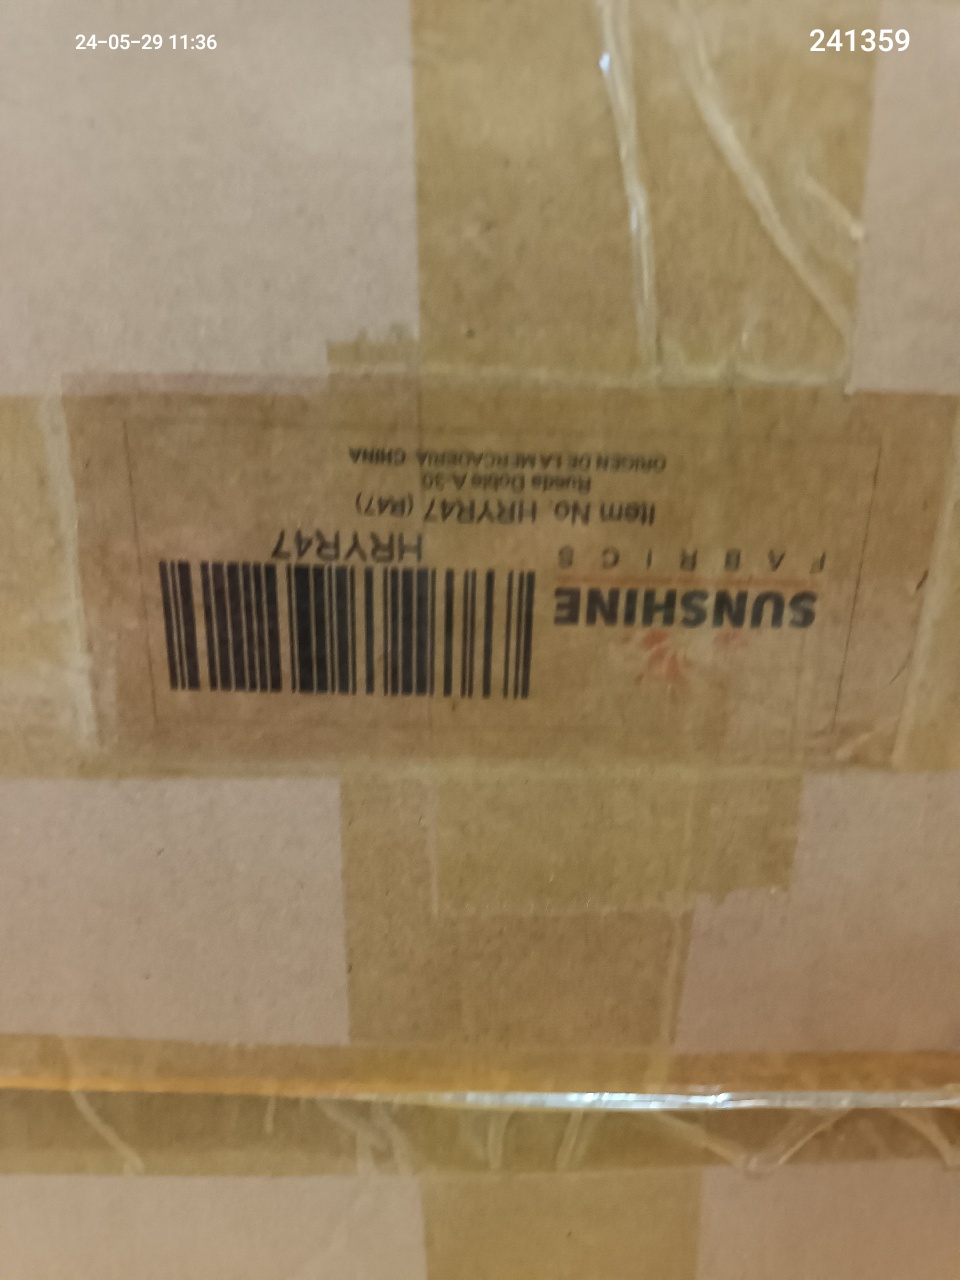 24-05-29 11:36
241359
SUNSHINE
FABRICS
HRYR47
Item No. HRYR47 (R47)
Rueda Doble A-30
ORIGEN DE LA MERCADERIA: CHINA